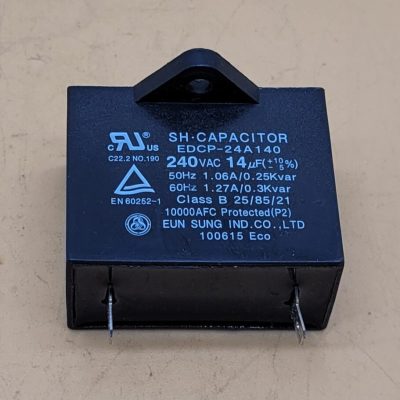 SH·CAPACITOR
EDCP-24A140
c RU US
C22.2 NO.190
240VAC 14µF(±10/5%)
50Hz 1.06A/0.25Kvar
60Hz 1.27A/0.3Kvar
Class B 25/85/21
EN 60252-1
10000AFC Protected(P2)
EUN SUNG IND.CO.,LTD
100615 Eco